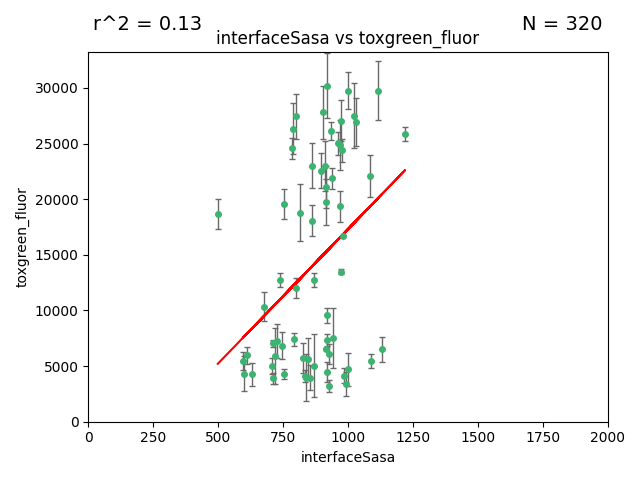 r^2 = 0.13
N = 320
interfaceSasa vs toxgreen_fluor
toxgreen_fluor
30000
25000
20000
15000
10000
5000
0
0 250 500 750 1000 1250 1500 1750 2000
interfaceSasa